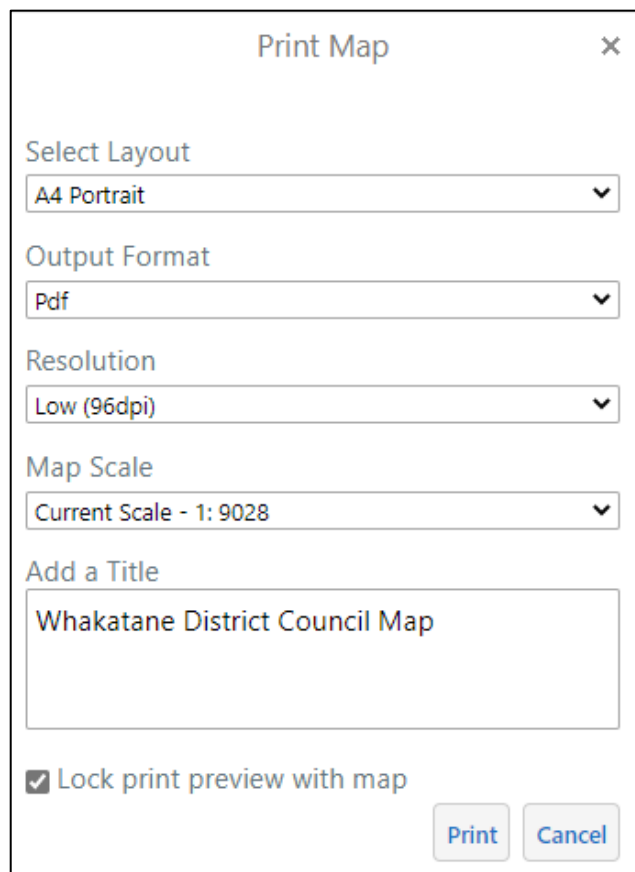 Print Map ×
Select Layout
A4 Portrait
Output Format
Pdf
Resolution
Low (96dpi)
Map Scale
Current Scale - 1: 9028
Add a Title
Whakatane District Council Map
Lock print preview with map
Print Cancel